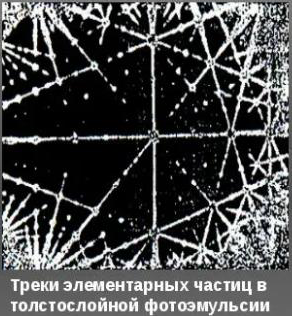 Треки элементарных частиц в
толстослойной фотоэмульсии